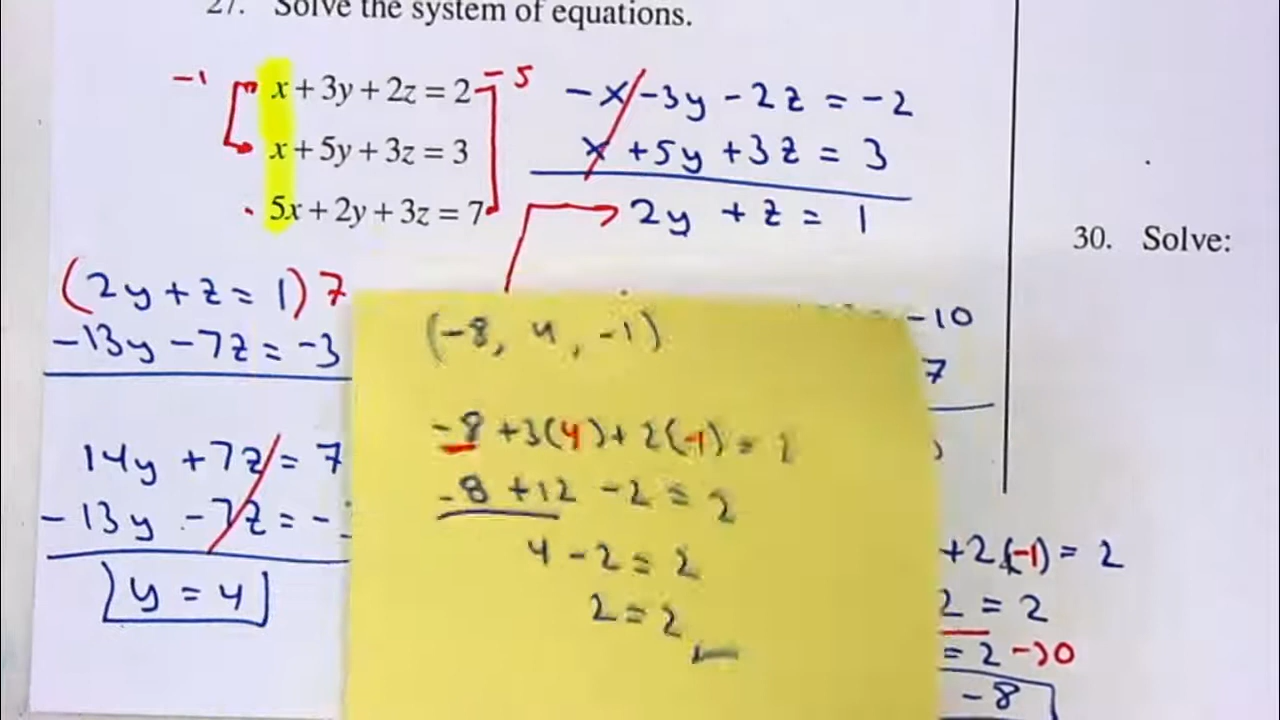 27. Solve the system of equations.
-1 x + 3y + 2z = 2 -5
x + 5y + 3z = 3
5x + 2y + 3z = 7
-x -3y -2z = -2
x +5y +3z = 3
2y + z = 1
(2y + z = 1) 7
-13y - 7z = -3
14y + 7z = 7
-13y - 7z = -
y = 4
(-8, 4, -1)
-8 + 3(4) + 2(-1) = 2
-8 + 12 - 2 = 2
4 - 2 = 2
2 = 2
-10
7
+2(-1) = 2
2 = 2
= 2 -10
-8
30. Solve: